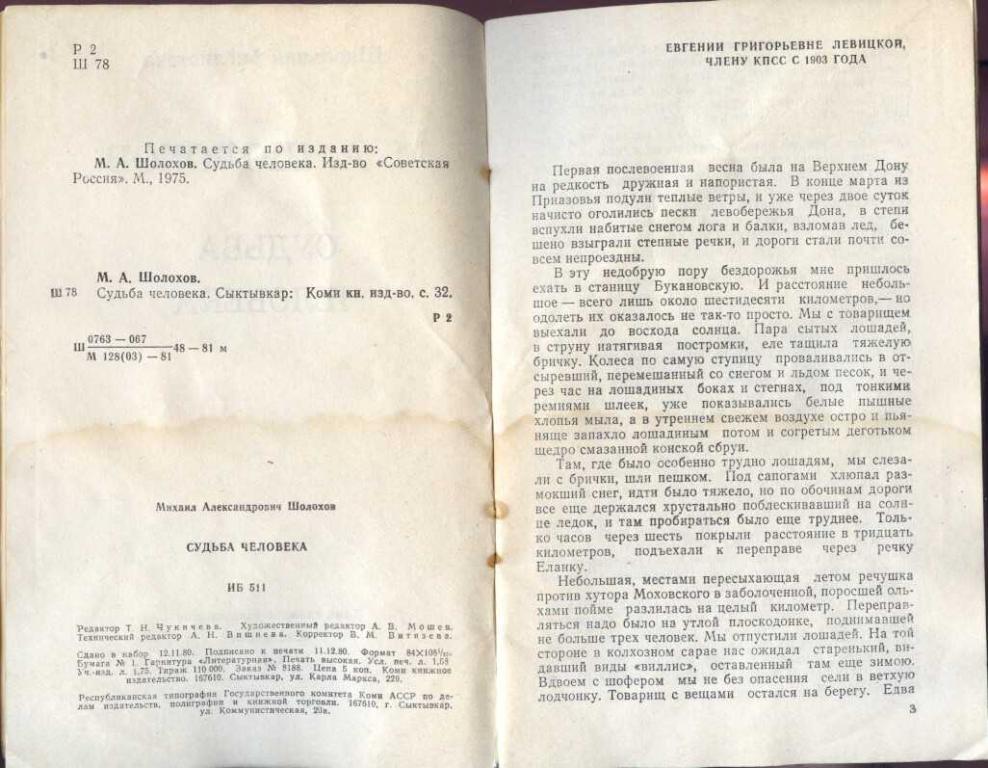 Р 2
Ш 78
Печатается по изданию:
М. А. Шолохов. Судьба человека. Изд-во «Советская
Россия». М., 1975.
М. А. Шолохов.
Ш 78 Судьба человека. Сыктывкар: Коми кн. изд-во, с. 32.
Р 2
Ш 0763 — 067
М 128(03) — 81 48 — 81 м
Михаил Александрович Шолохов
СУДЬБА ЧЕЛОВЕКА
ИБ 511
Редактор Т. Н. Чукичева. Художественный редактор А. В. Мошев.
Технический редактор А. Н. Вишнева. Корректор В. М. Витязева.
Сдано в набор 12.11.80. Подписано к печати 11.12.80. Формат 84Х108¹/₃₂.
Бумага № 1. Гарнитура «Литературная». Печать высокая. Усл. печ. л. 1,68
Уч.-изд. л. 1,75. Тираж 110 000. Заказ № 8188. Цена 5 коп. Коми книжное
издательство. 167610. Сыктывкар, ул. Карла Маркса, 229.
Республиканская типография Государственного комитета Коми АССР по де-
лам издательств, полиграфии и книжной торговли. 167610, г. Сыктывкар,
ул. Коммунистическая,
ЕВГЕНИИ ГРИГОРЬЕВНЕ ЛЕВИЦКОЙ,
ЧЛЕНУ КПСС С 1903 ГОДА
Первая послевоенная весна была на Верхнем Дону
на редкость дружная и напористая. В конце марта из
Приазовья подули теплые ветры, и уже через двое суток
начисто оголились пески левобережья Дона, в степи
вспухли набитые снегом лога и балки, взломав лед, бе-
шено взыграли степные речки, и дороги стали почти со-
всем непроездны.
В эту недобрую пору бездорожья мне пришлось
ехать в станицу Букановскую. И расстояние неболь-
шое — всего лишь около шестидесяти километров,— но
одолеть их оказалось не так-то просто. Мы с товарищем
выехали до восхода солнца. Пара сытых лошадей,
в струну натягивая постромки, еле тащила тяжелую
бричку. Колеса по самую ступицу проваливались в от-
сыревший, перемешанный со снегом и льдом песок, и че-
рез час на лошадиных боках и стегнах, под тонкими
ремнями шлеек, уже показывались белые пышные
хлопья мыла, а в утреннем свежем воздухе остро и пья-
няще запахло лошадиным потом и согретым деготьком
щедро смазанной конской сбруи.
Там, где было особенно трудно лошадям, мы слеза-
ли с брички, шли пешком. Под сапогами хлюпал раз-
мокший снег, идти было тяжело, но по обочинам дороги
все еще держался хрустально поблескивавший на солн-
це ледок, и там пробираться было еще труднее. Толь-
ко часов через шесть покрыли расстояние в тридцать
километров, подъехали к переправе через речку
Еланку.
Небольшая, местами пересыхающая летом речушка
против хутора Моховского в заболоченной, поросшей оль-
хами пойме разлилась на целый километр. Переправ-
ляться надо было на утлой плоскодонке, поднимавшей
не больше трех человек. Мы отпустили лошадей. На той
стороне в колхозном сарае нас ожидал старенький, ви-
давший виды «виллис», оставленный там еще зимою.
Вдвоем с шофером мы не без опасения сели в ветхую
лодчонку. Товарищ с вещами остался на берегу. Едва
3